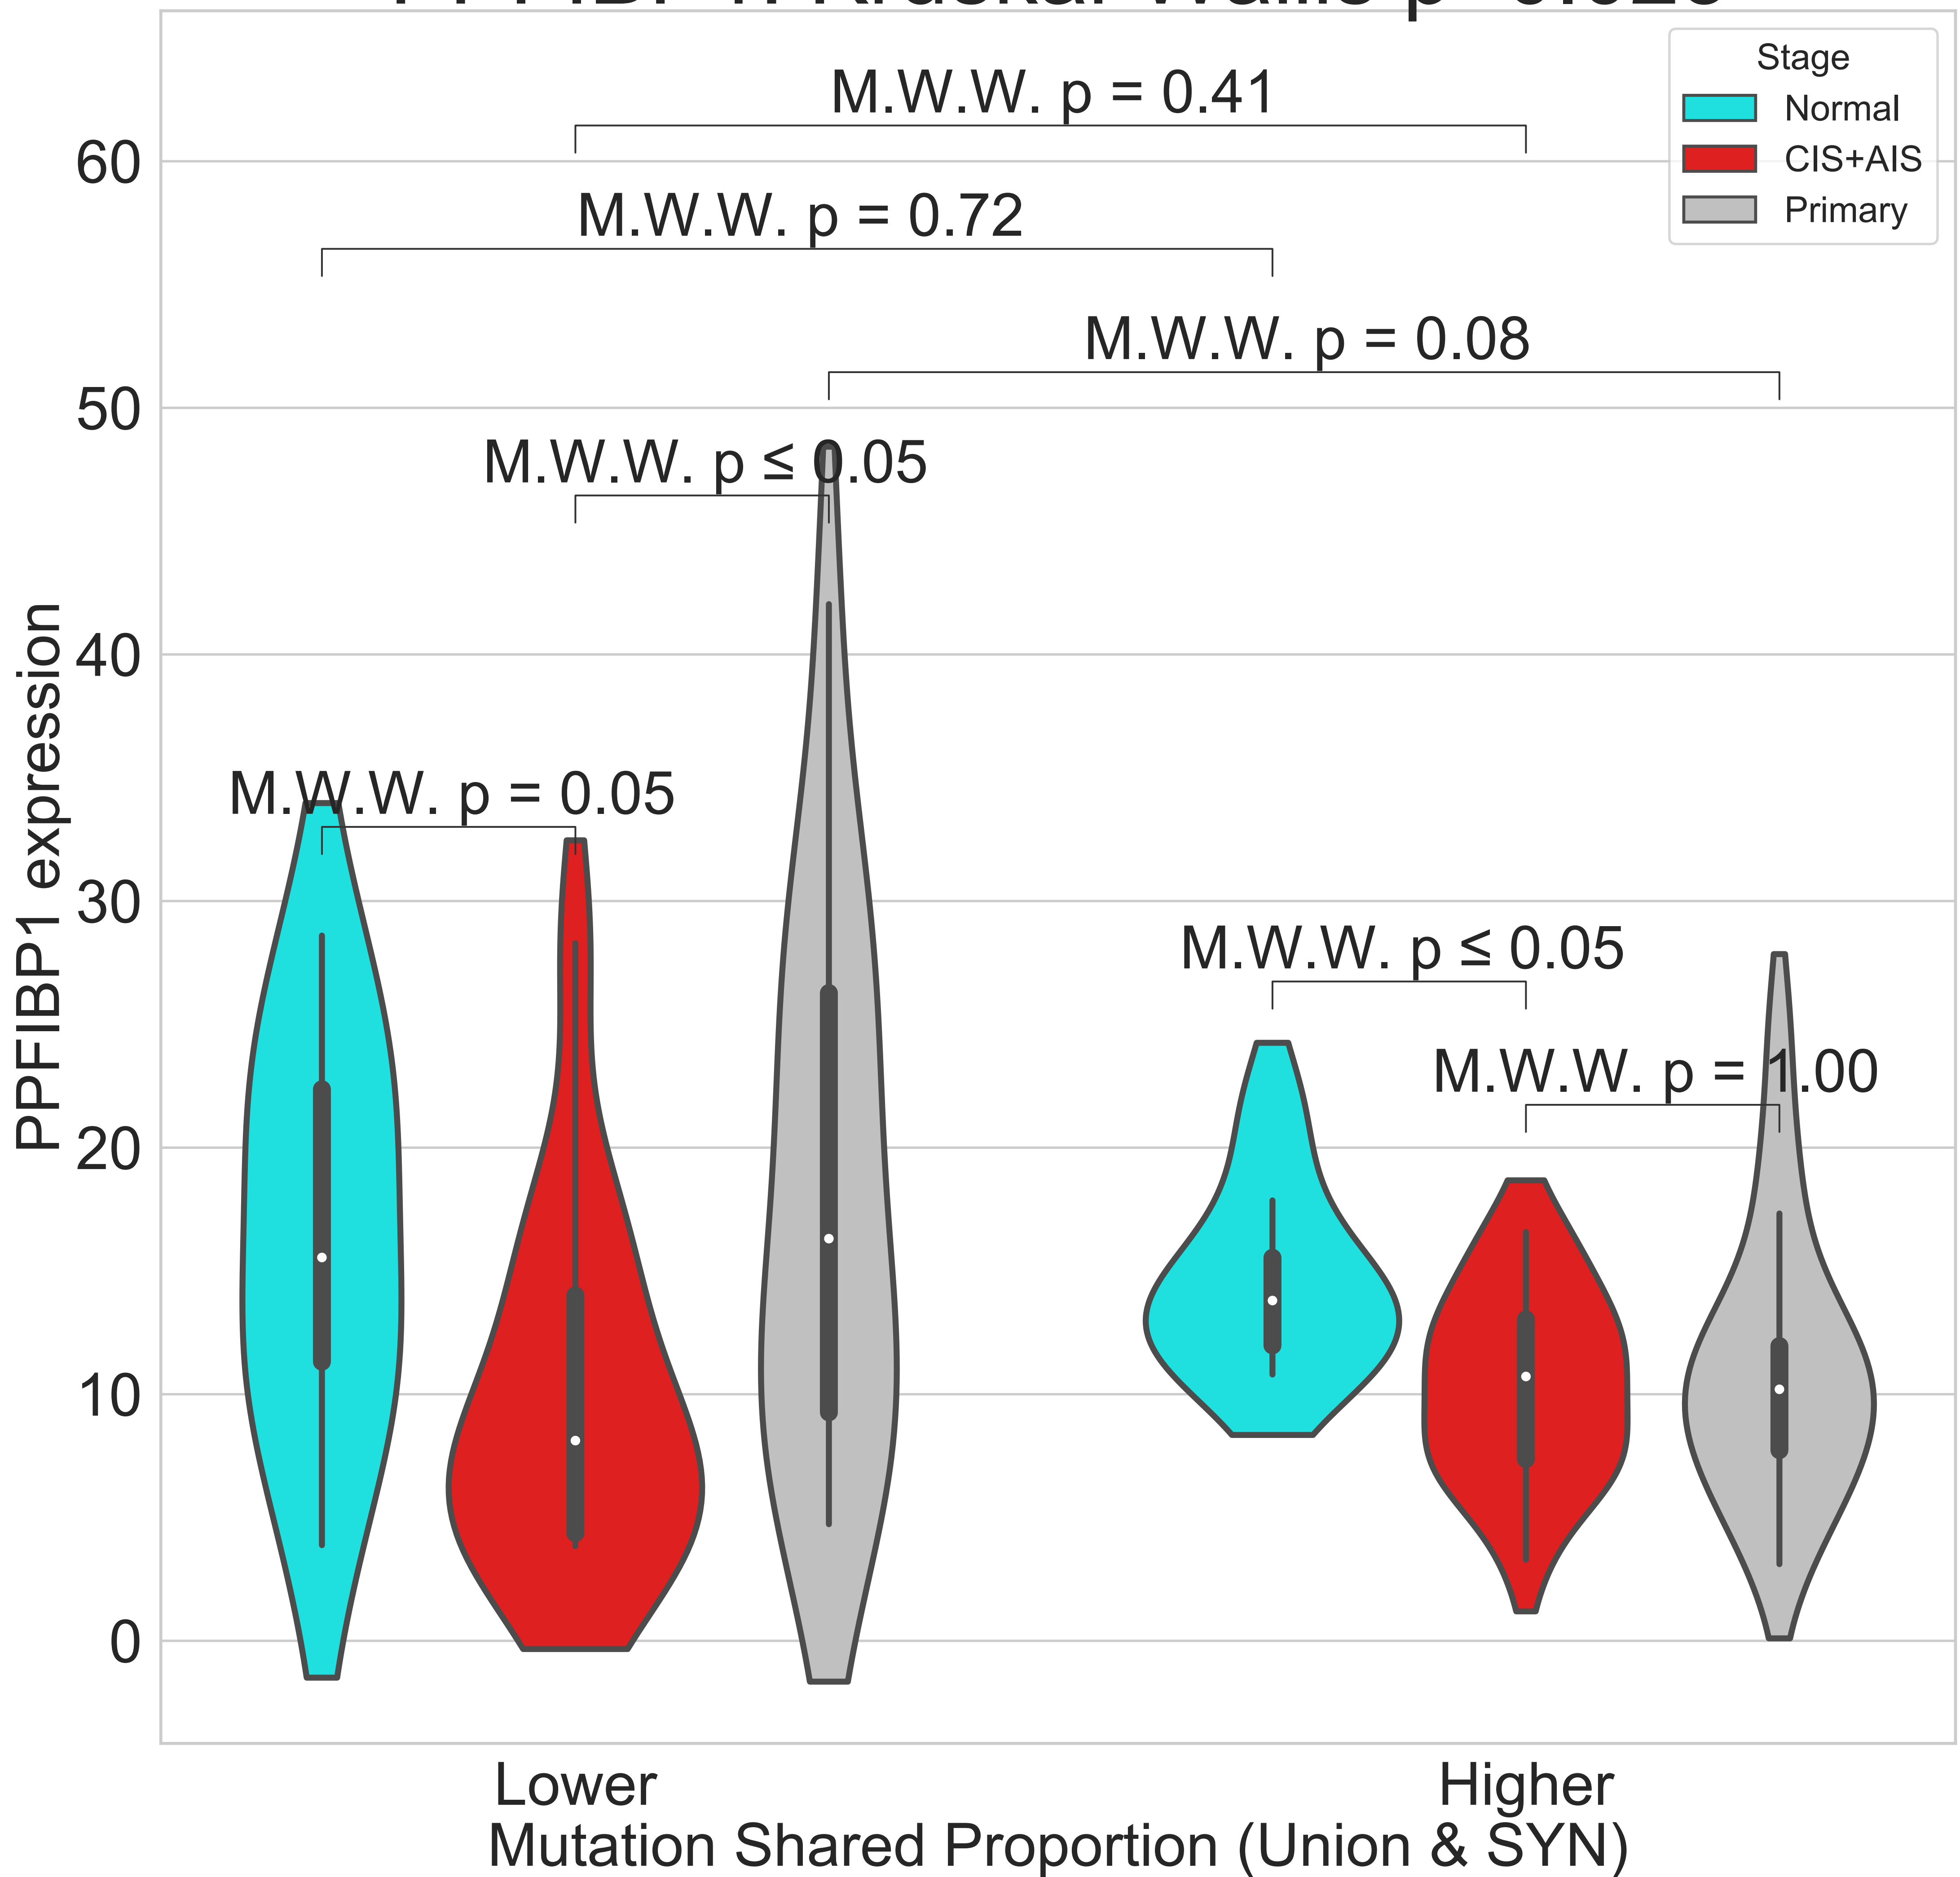 Stage
Normal
CIS+AIS
Primary
M.W.W. p = 0.41
M.W.W. p = 0.72
M.W.W. p = 0.08
M.W.W. p ≤ 0.05
M.W.W. p = 0.05
M.W.W. p ≤ 0.05
M.W.W. p = 1.00
60
50
40
30
20
10
0
PPFIBP1 expression
Lower
Higher
Mutation Shared Proportion (Union & SYN)